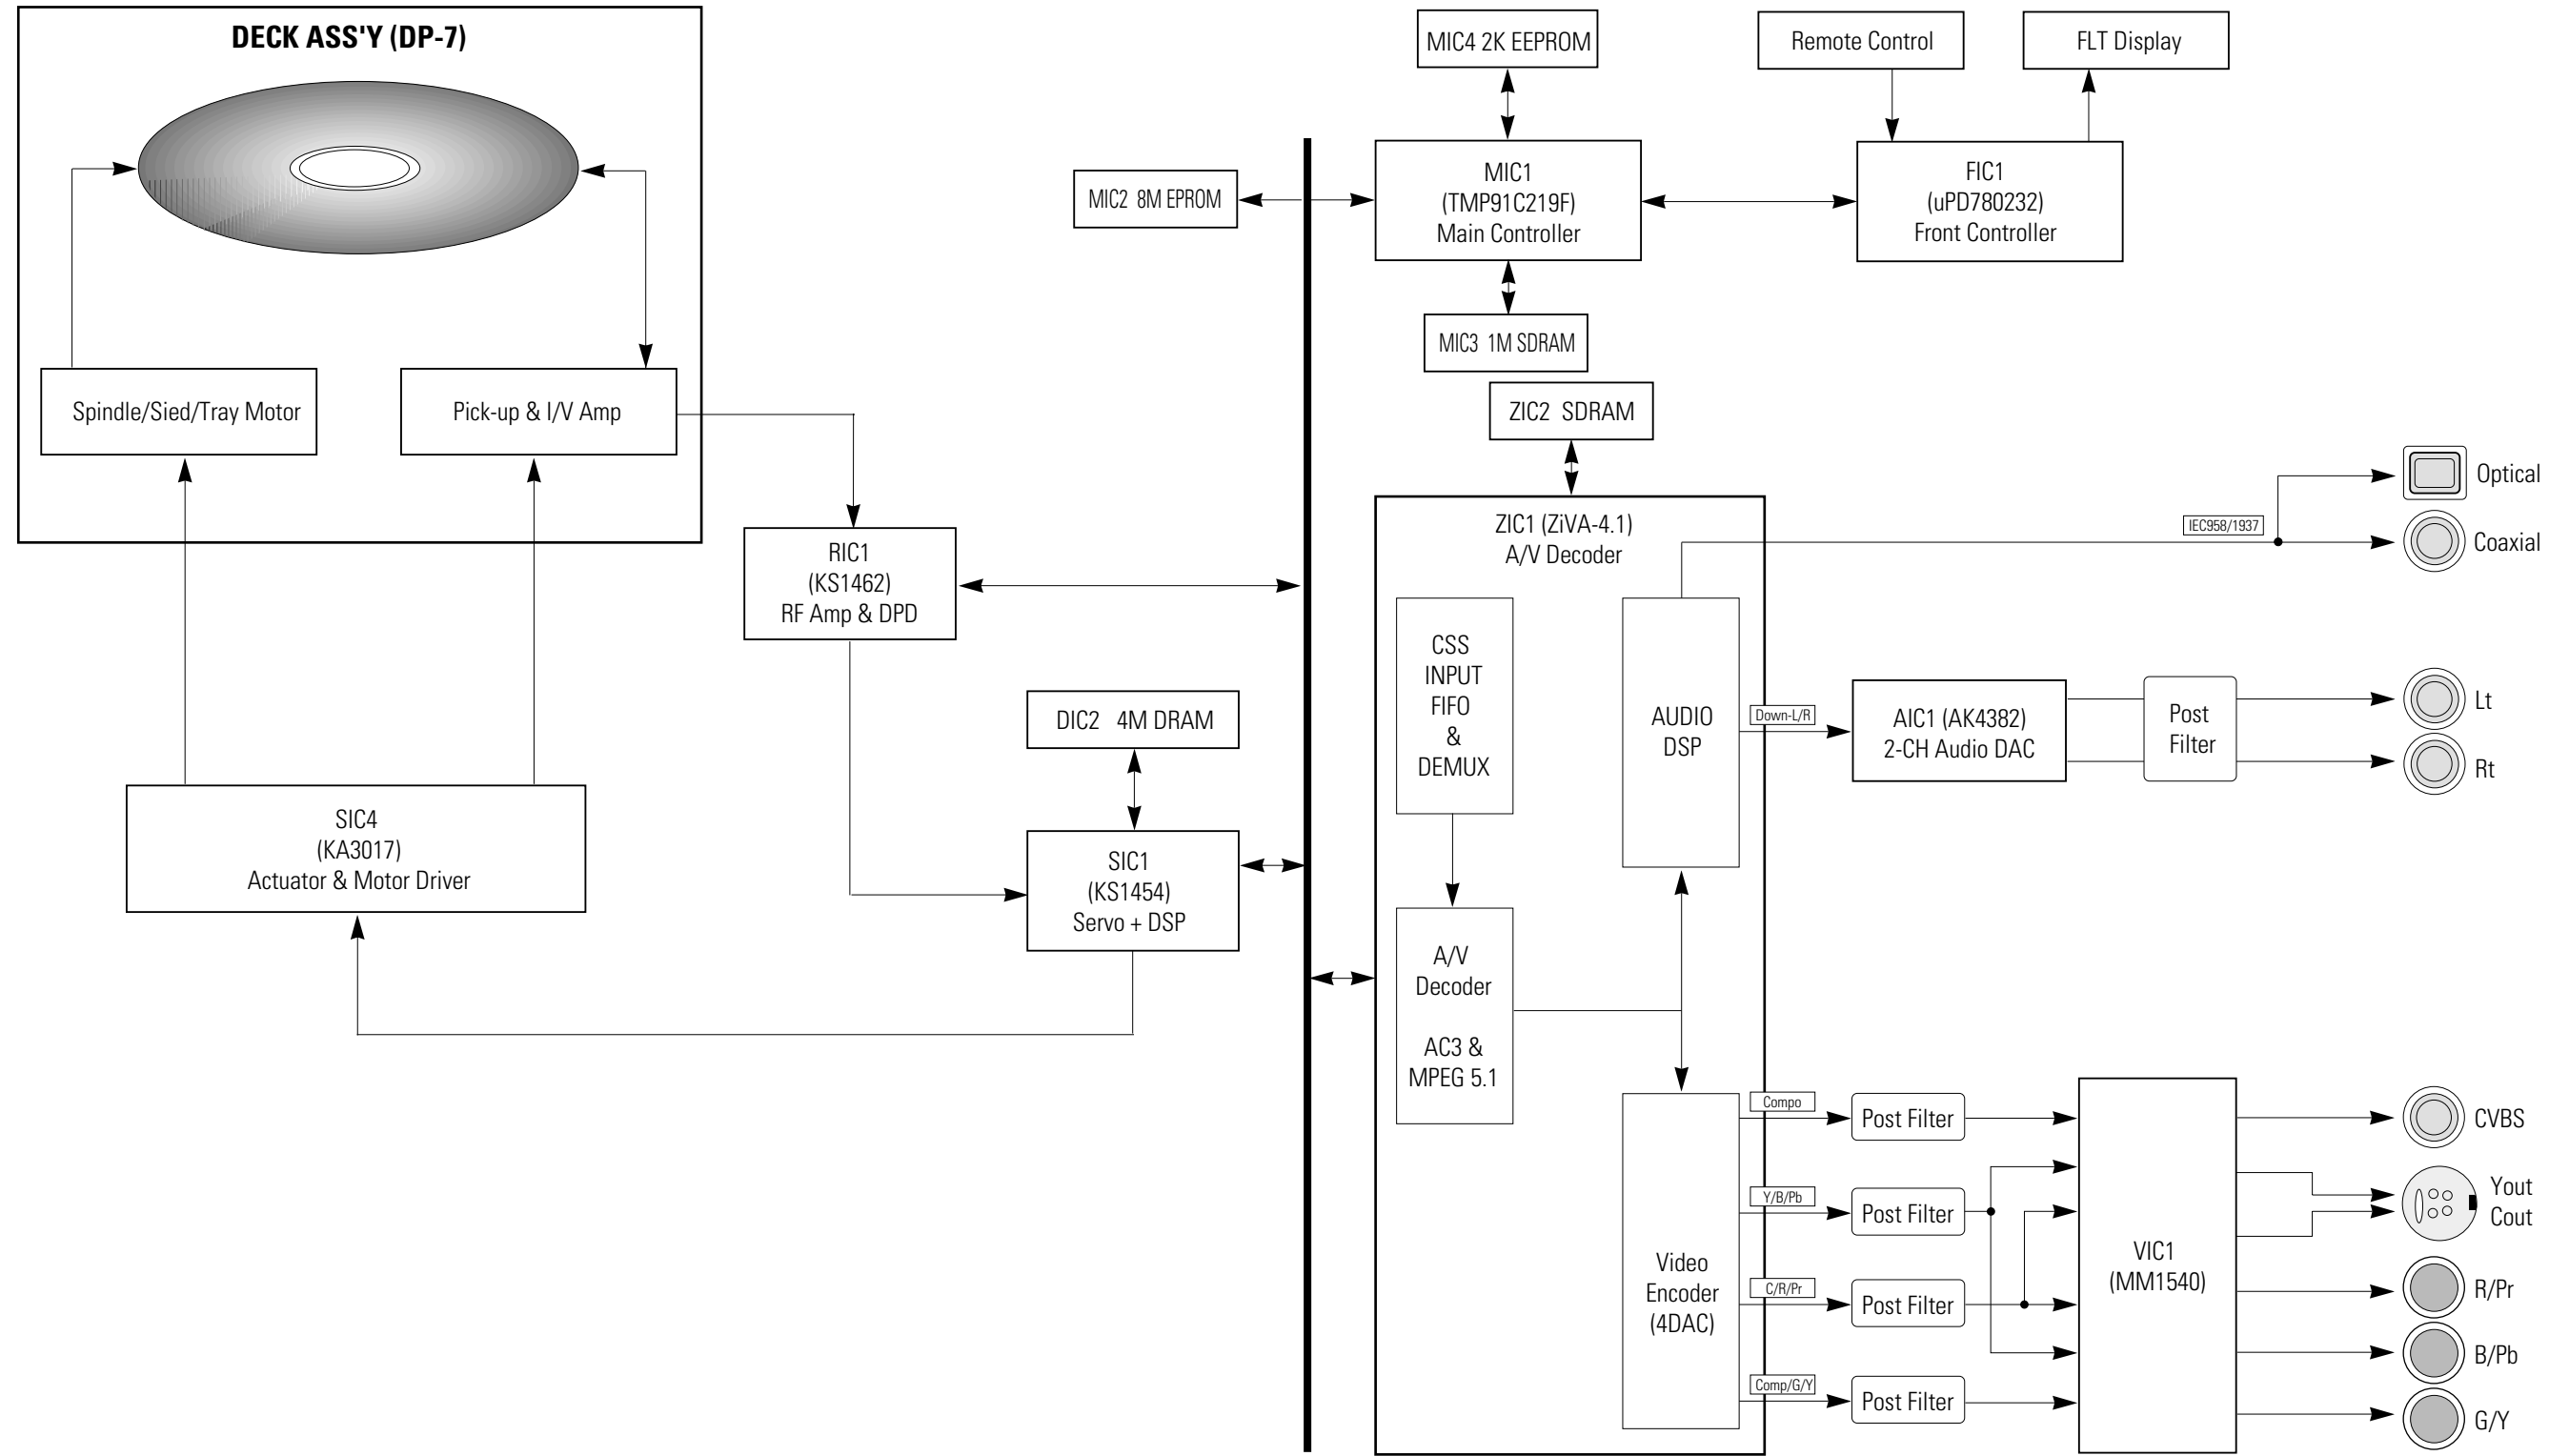 DECK ASS'Y (DP-7)
Spindle/Sied/Tray Motor
Pick-up & I/V Amp
SIC4
(KA3017)
Actuator & Motor Driver
RIC1
(KS1462)
RF Amp & DPD
DIC2 4M DRAM
SIC1
(KS1454)
Servo + DSP
MIC2 8M EPROM
MIC4 2K EEPROM
MIC1
(TMP91C219F)
Main Controller
MIC3 1M SDRAM
Remote Control
FLT Display
FIC1
(uPD780232)
Front Controller
ZIC2 SDRAM
ZIC1 (ZiVA-4.1)
A/V Decoder
CSS
INPUT
FIFO
&
DEMUX
A/V
Decoder
AC3 &
MPEG 5.1
AUDIO
DSP
Video
Encoder
(4DAC)
IEC958/1937
Optical
Coaxial
Down-L/R
AIC1 (AK4382)
2-CH Audio DAC
Post
Filter
Lt
Rt
Compo
Post Filter
Y/B/Pb
Post Filter
C/R/Pr
Post Filter
Comp/G/Y
Post Filter
VIC1
(MM1540)
CVBS
Yout
Cout
R/Pr
B/Pb
G/Y